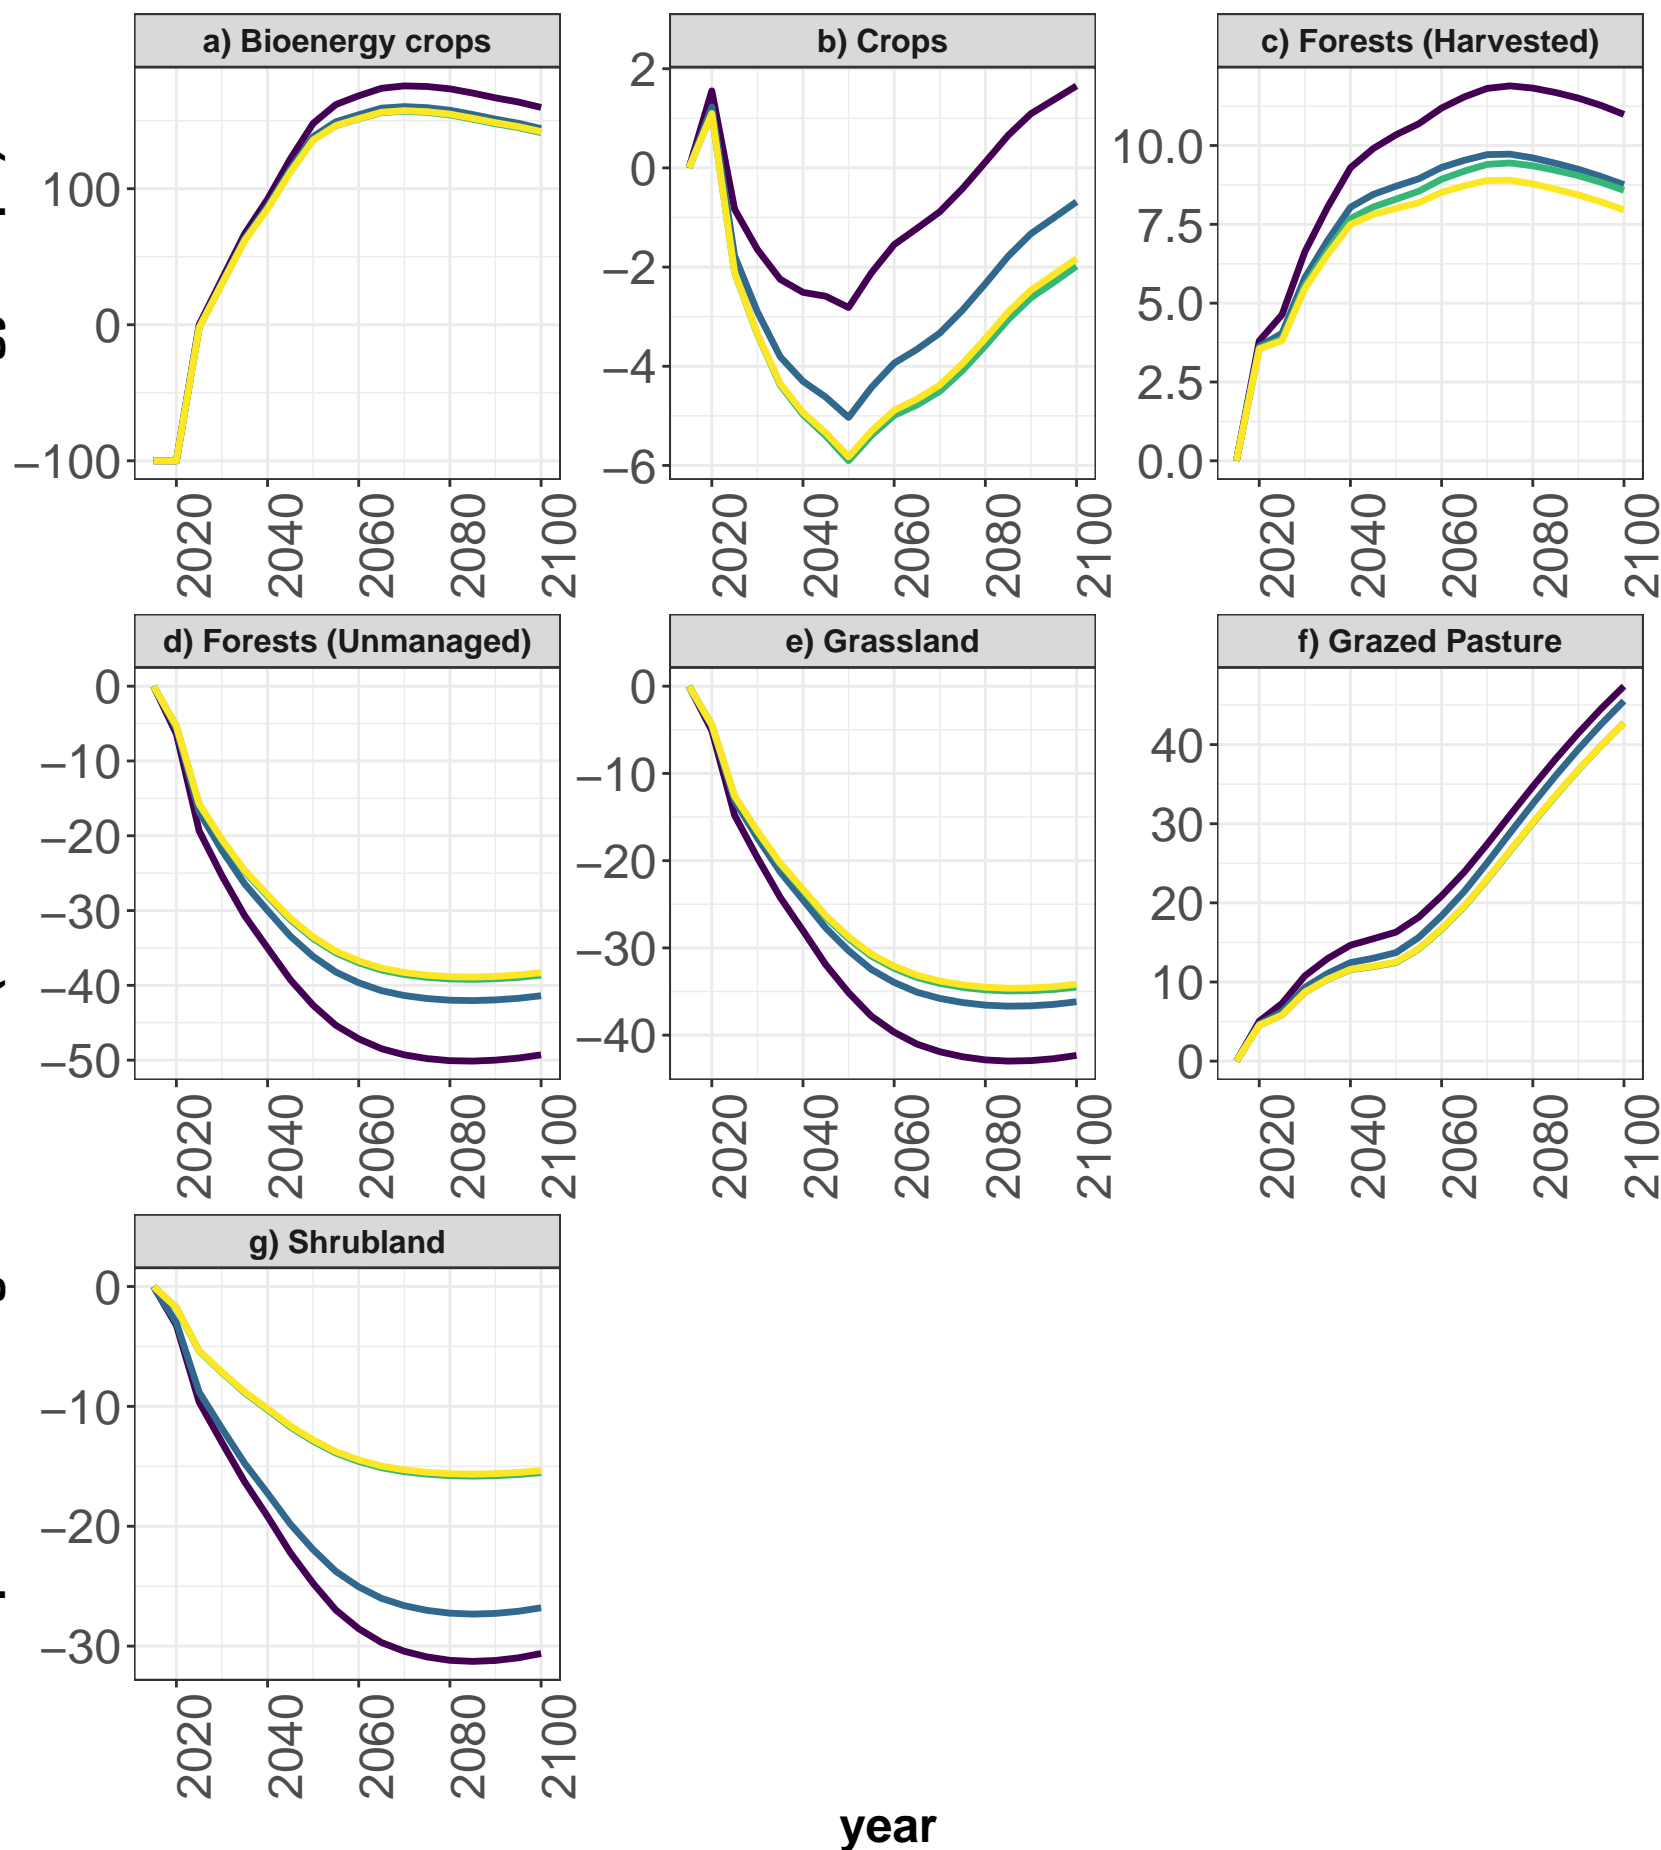 a) Bioenergy crops
b) Crops
c) Forests (Harvested)
100
0
−100
2
0
−2
−4
−6
10.0
7.5
5.0
2.5
0.0
2020 2040 2060 2080 2100
2020 2040 2060 2080 2100
2020 2040 2060 2080 2100
d) Forests (Unmanaged)
e) Grassland
f) Grazed Pasture
0
−10
−20
−30
−40
−50
0
−10
−20
−30
−40
40
30
20
10
0
2020 2040 2060 2080 2100
2020 2040 2060 2080 2100
2020 2040 2060 2080 2100
g) Shrubland
0
−10
−20
−30
2020 2040 2060 2080 2100
year